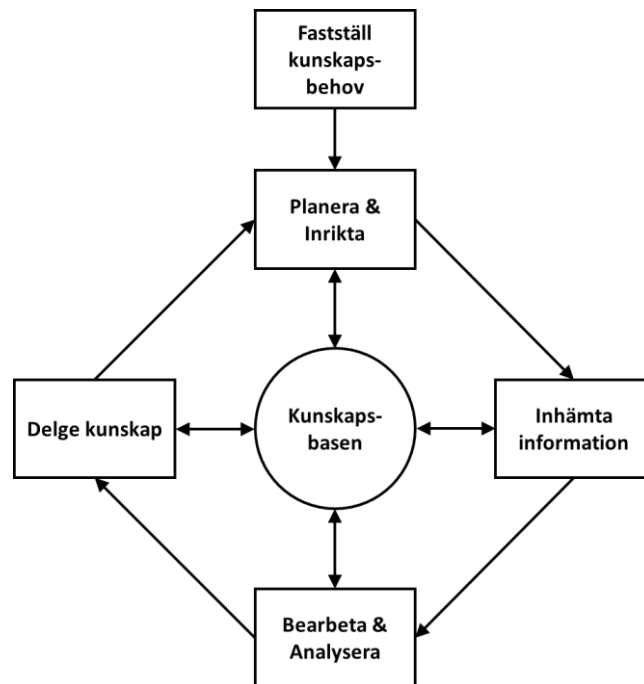 Fastställ
kunskaps-
behov
Planera &
Inrikta
Delge kunskap
Kunskaps-
basen
Inhämta
information
Bearbeta &
Analysera